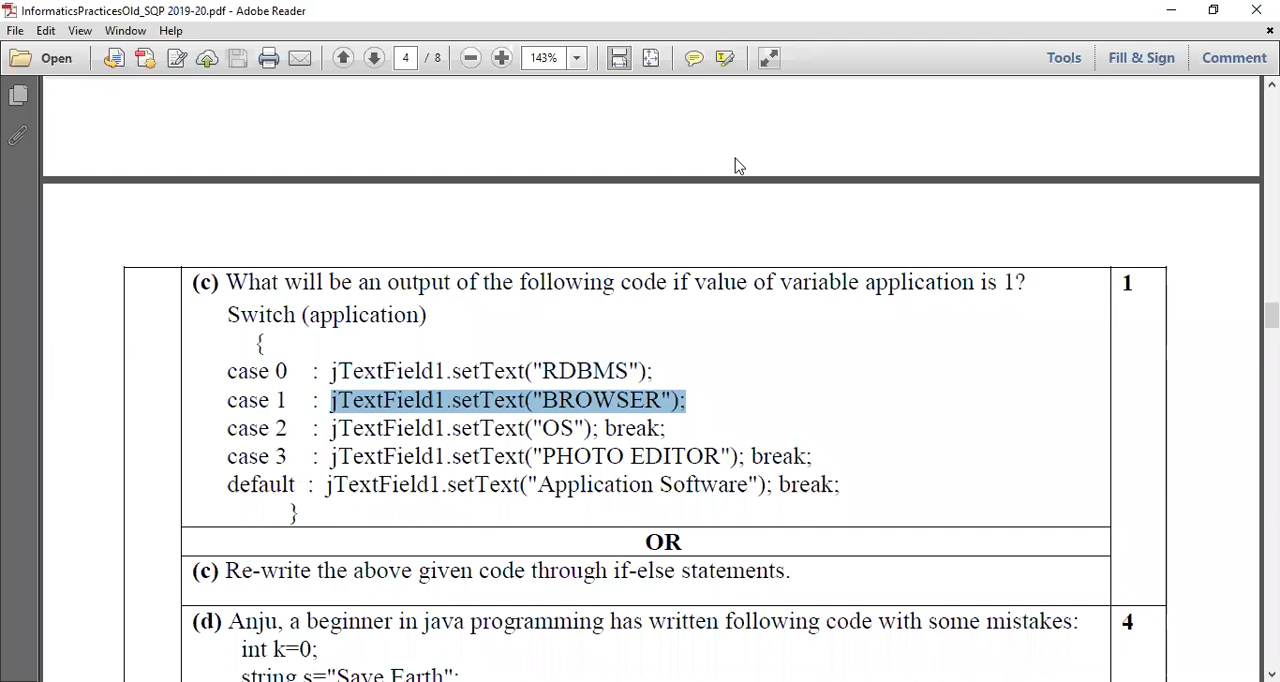 InformaticsPracticesOld_SQP 2019-20.pdf - Adobe Reader
File Edit View Window Help
Open 4 / 8 143% Tools Fill & Sign Comment
(c) What will be an output of the following code if value of variable application is 1? 1
Switch (application)
{
case 0 : jTextField1.setText("RDBMS");
case 1 : jTextField1.setText("BROWSER");
case 2 : jTextField1.setText("OS"); break;
case 3 : jTextField1.setText("PHOTO EDITOR"); break;
default : jTextField1.setText("Application Software"); break;
}
OR
(c) Re-write the above given code through if-else statements.
(d) Anju, a beginner in java programming has written following code with some mistakes: 4
int k=0;
string s="Save Earth";